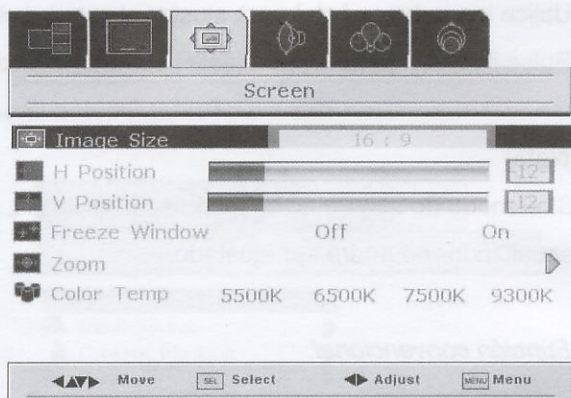 Screen
Image Size 16 : 9
H Position -12-
V Position -12-
Freeze Window Off On
Zoom
Color Temp 5500K 6500K 7500K 9300K
Move SEL Select Adjust MENU Menu